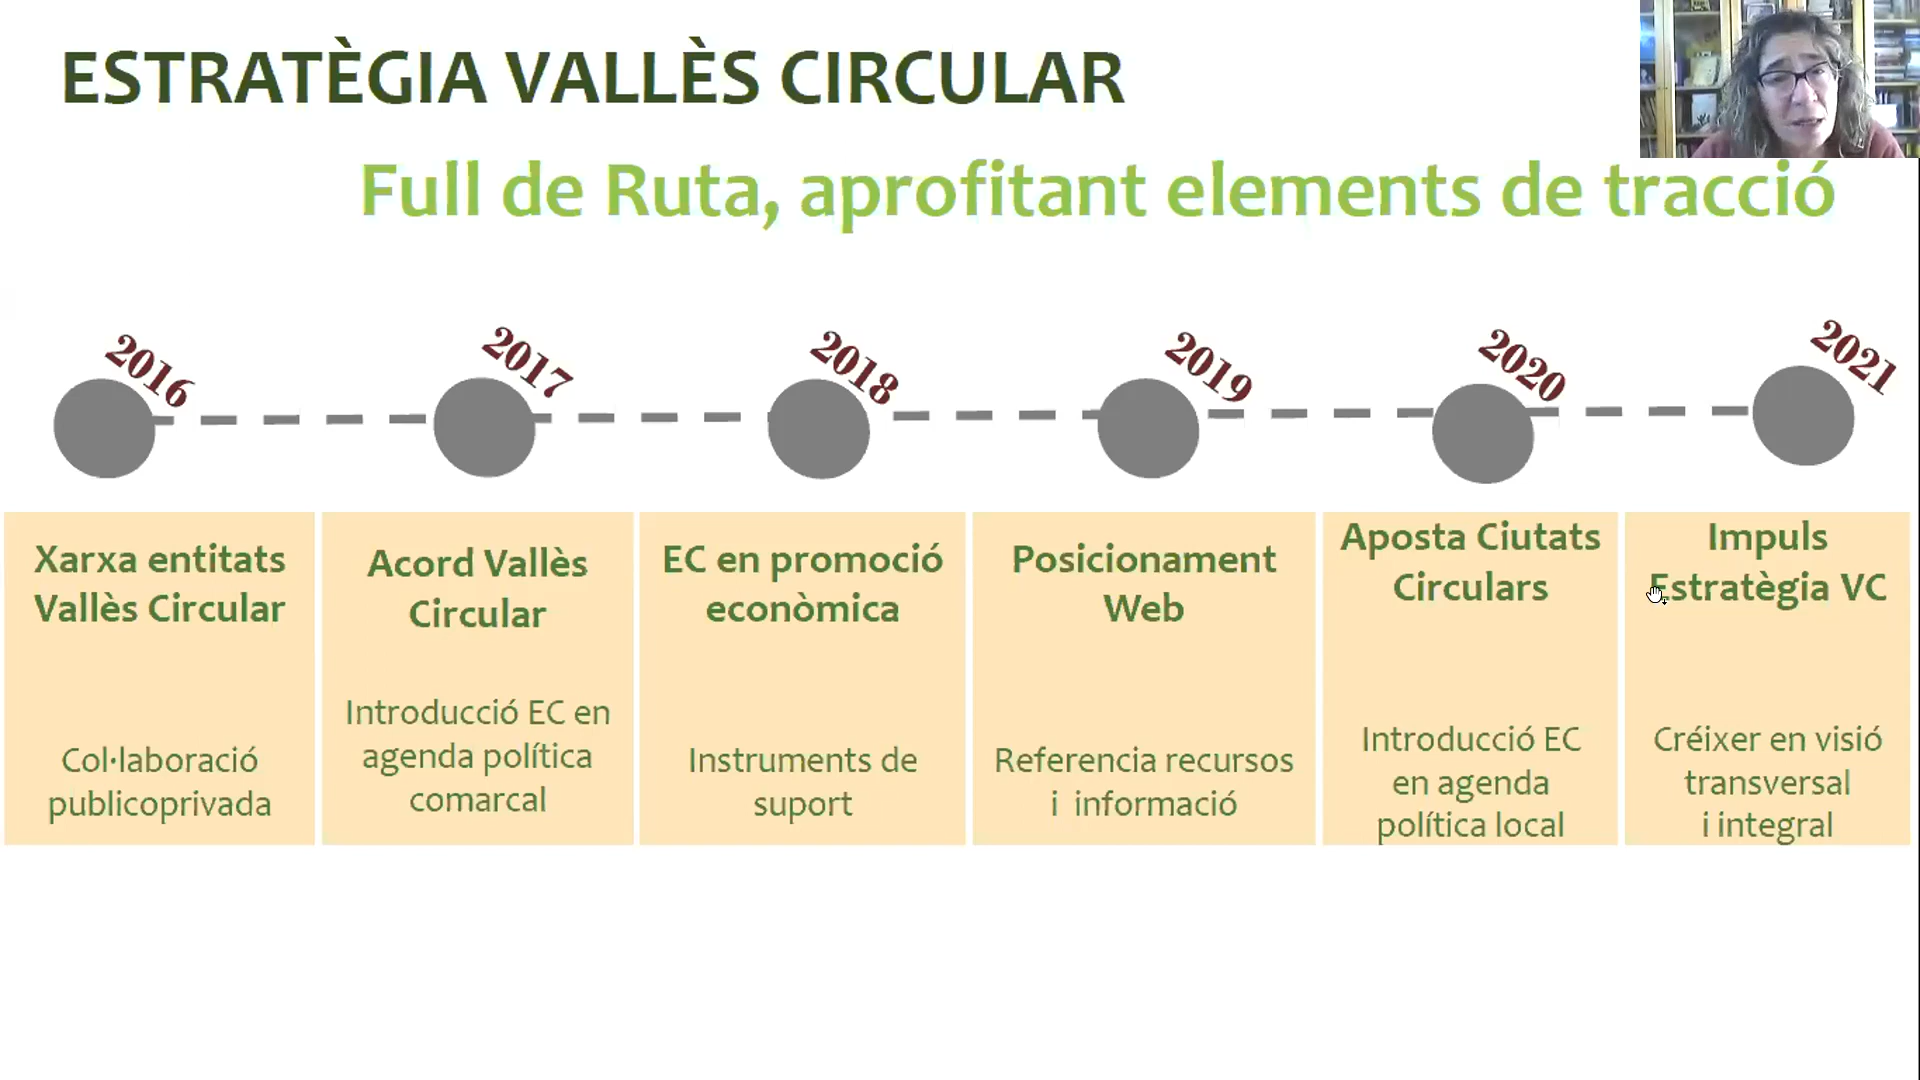 ESTRATÈGIA VALLÈS CIRCULAR
Full de Ruta, aprofitant elements de tracció
2016
2017
2018
2019
2020
2021
Xarxa entitats
Vallès Circular
Col·laboració
publicoprivada
Acord Vallès
Circular
Introducció EC en
agenda política
comarcal
EC en promoció
econòmica
Instruments de
suport
Posicionament
Web
Referencia recursos
i informació
Aposta Ciutats
Circulars
Introducció EC
en agenda
política local
Impuls
Estratègia VC
Créixer en visió
transversal
i integral